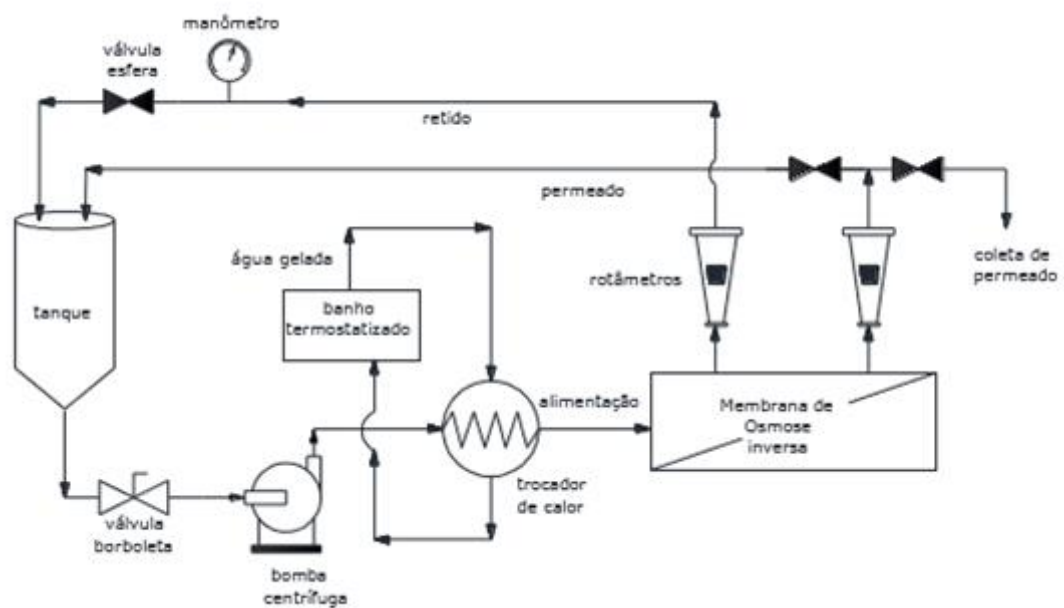 manômetro
válvula
esfera
retido
permeado
água gelada
rotâmetros
coleta de
permeado
tanque
banho
termostatizado
alimentação
Membrana de
Osmose
inversa
trocador
de calor
válvula
borboleta
bomba
centrífuga